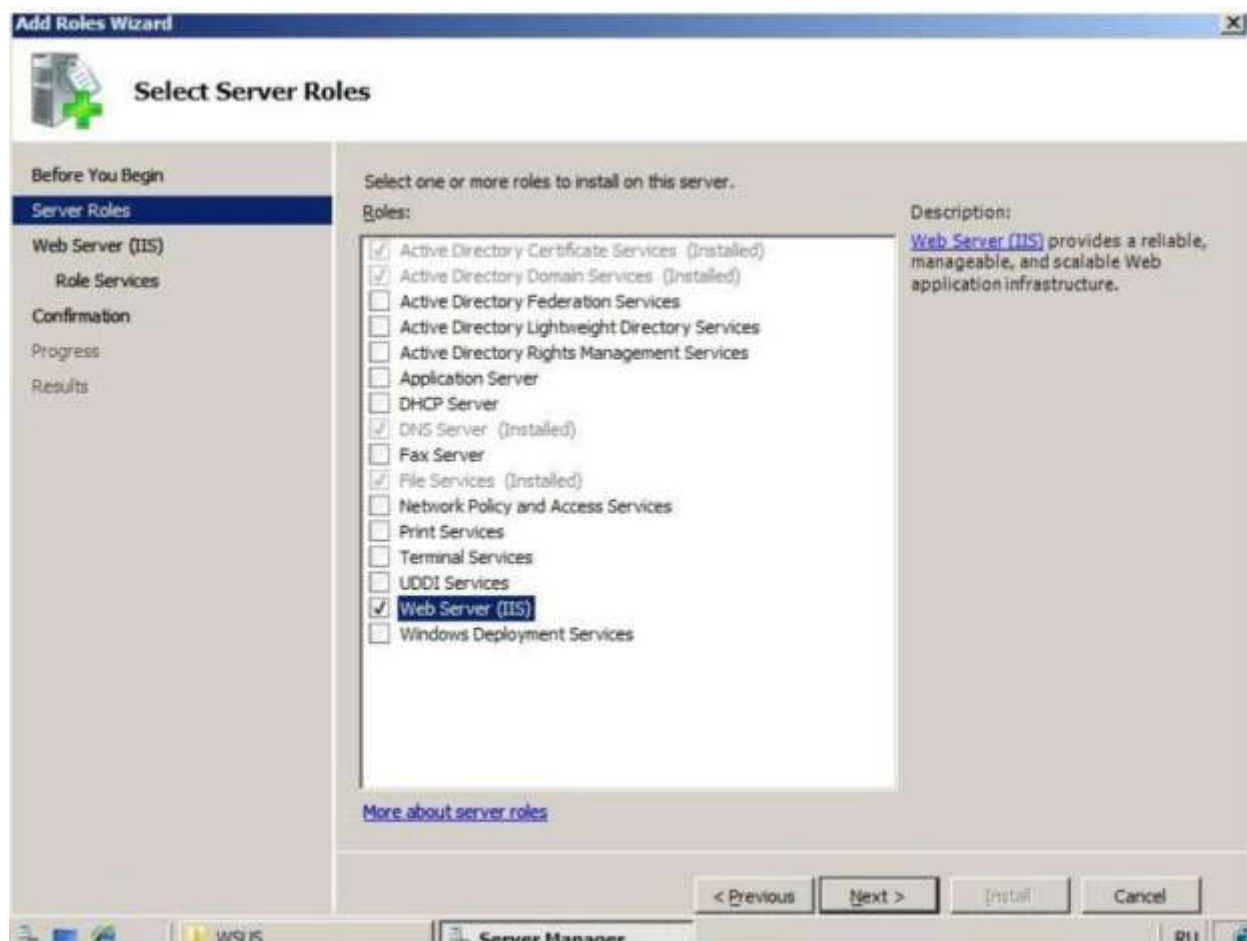 Add Roles Wizard
Select Server Roles
Before You Begin
Server Roles
Web Server (IIS)
Role Services
Confirmation
Progress
Results
Select one or more roles to install on this server.
Roles:
Active Directory Certificate Services (Installed)
Active Directory Domain Services (Installed)
Active Directory Federation Services
Active Directory Lightweight Directory Services
Active Directory Rights Management Services
Application Server
DHCP Server
DNS Server (Installed)
Fax Server
File Services (Installed)
Network Policy and Access Services
Print Services
Terminal Services
UDDI Services
Web Server (IIS)
Windows Deployment Services
More about server roles
Description:
Web Server (IIS) provides a reliable,
manageable, and scalable Web
application infrastructure.
< Previous
Next >
Install
Cancel
WSUS
Server Manager
RU